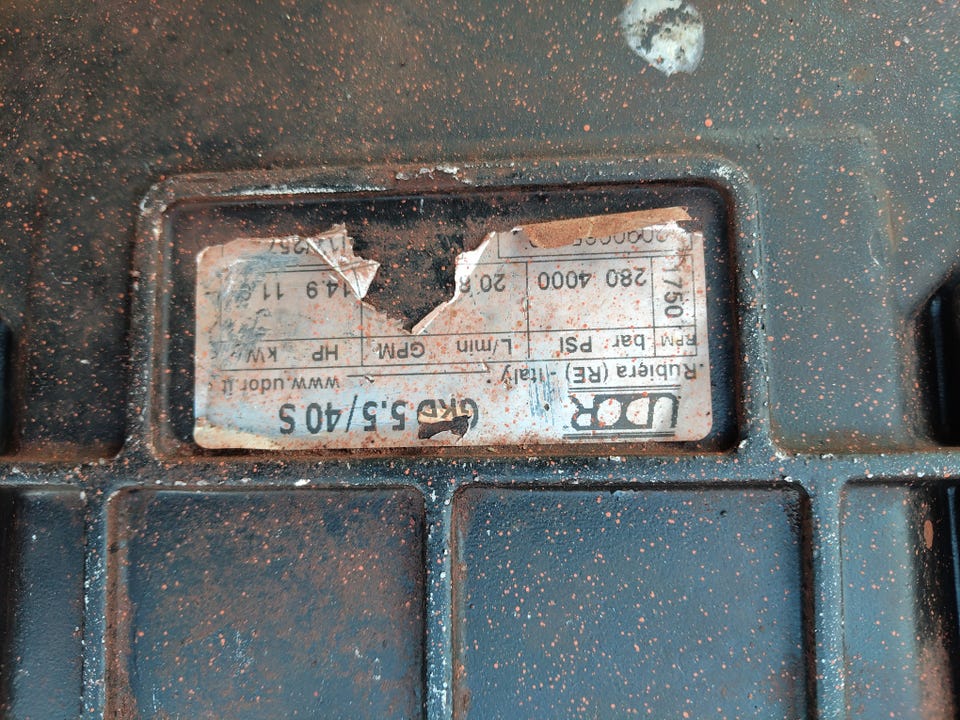 UDOR GKD 5.5/40 S
Rubiera (RE) - Italy www.udor.it
RPM bar PSI L/min GPM HP kW
1750 280 4000 20.8 14.9 11